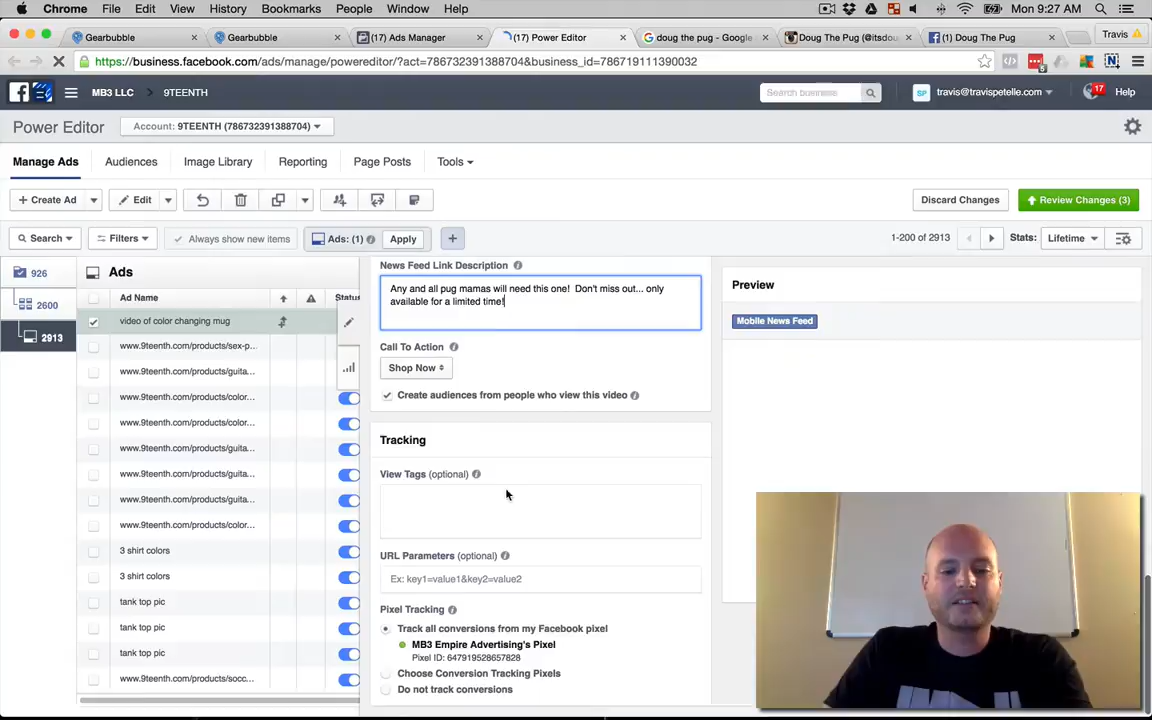 Chrome File Edit View History Bookmarks People Window Help Mon 9:27 AM
Gearbubble Gearbubble (17) Ads Manager (17) Power Editor doug the pug - Google Doug The Pug (@itsdou (1) Doug The Pug Travis
https://business.facebook.com/ads/manage/powereditor/?act=786732391388704&business_id=786719111390032
MB3 LLC > 9TEENTH Search business SP travis@travispetelle.com 17 Help
Power Editor Account: 9TEENTH (786732391388704)
Manage Ads Audiences Image Library Reporting Page Posts Tools
+ Create Ad Edit Discard Changes Review Changes (3)
Search Filters Always show new items Ads: (1) Apply + 1-200 of 2913 Stats: Lifetime
926
2600
2913
Ads
Ad Name Status
video of color changing mug
www.9teenth.com/products/sex-p...
www.9teenth.com/products/guita...
www.9teenth.com/products/color...
www.9teenth.com/products/color...
www.9teenth.com/products/guita...
www.9teenth.com/products/guita...
www.9teenth.com/products/guita...
www.9teenth.com/products/color...
3 shirt colors
3 shirt colors
tank top pic
tank top pic
tank top pic
www.9teenth.com/products/socc...
News Feed Link Description
Any and all pug mamas will need this one! Don't miss out... only
available for a limited time!
Call To Action
Shop Now
Create audiences from people who view this video
Tracking
View Tags (optional)
URL Parameters (optional)
Ex: key1=value1&key2=value2
Pixel Tracking
Track all conversions from my Facebook pixel
MB3 Empire Advertising's Pixel
Pixel ID: 647919528657828
Choose Conversion Tracking Pixels
Do not track conversions
Preview
Mobile News Feed